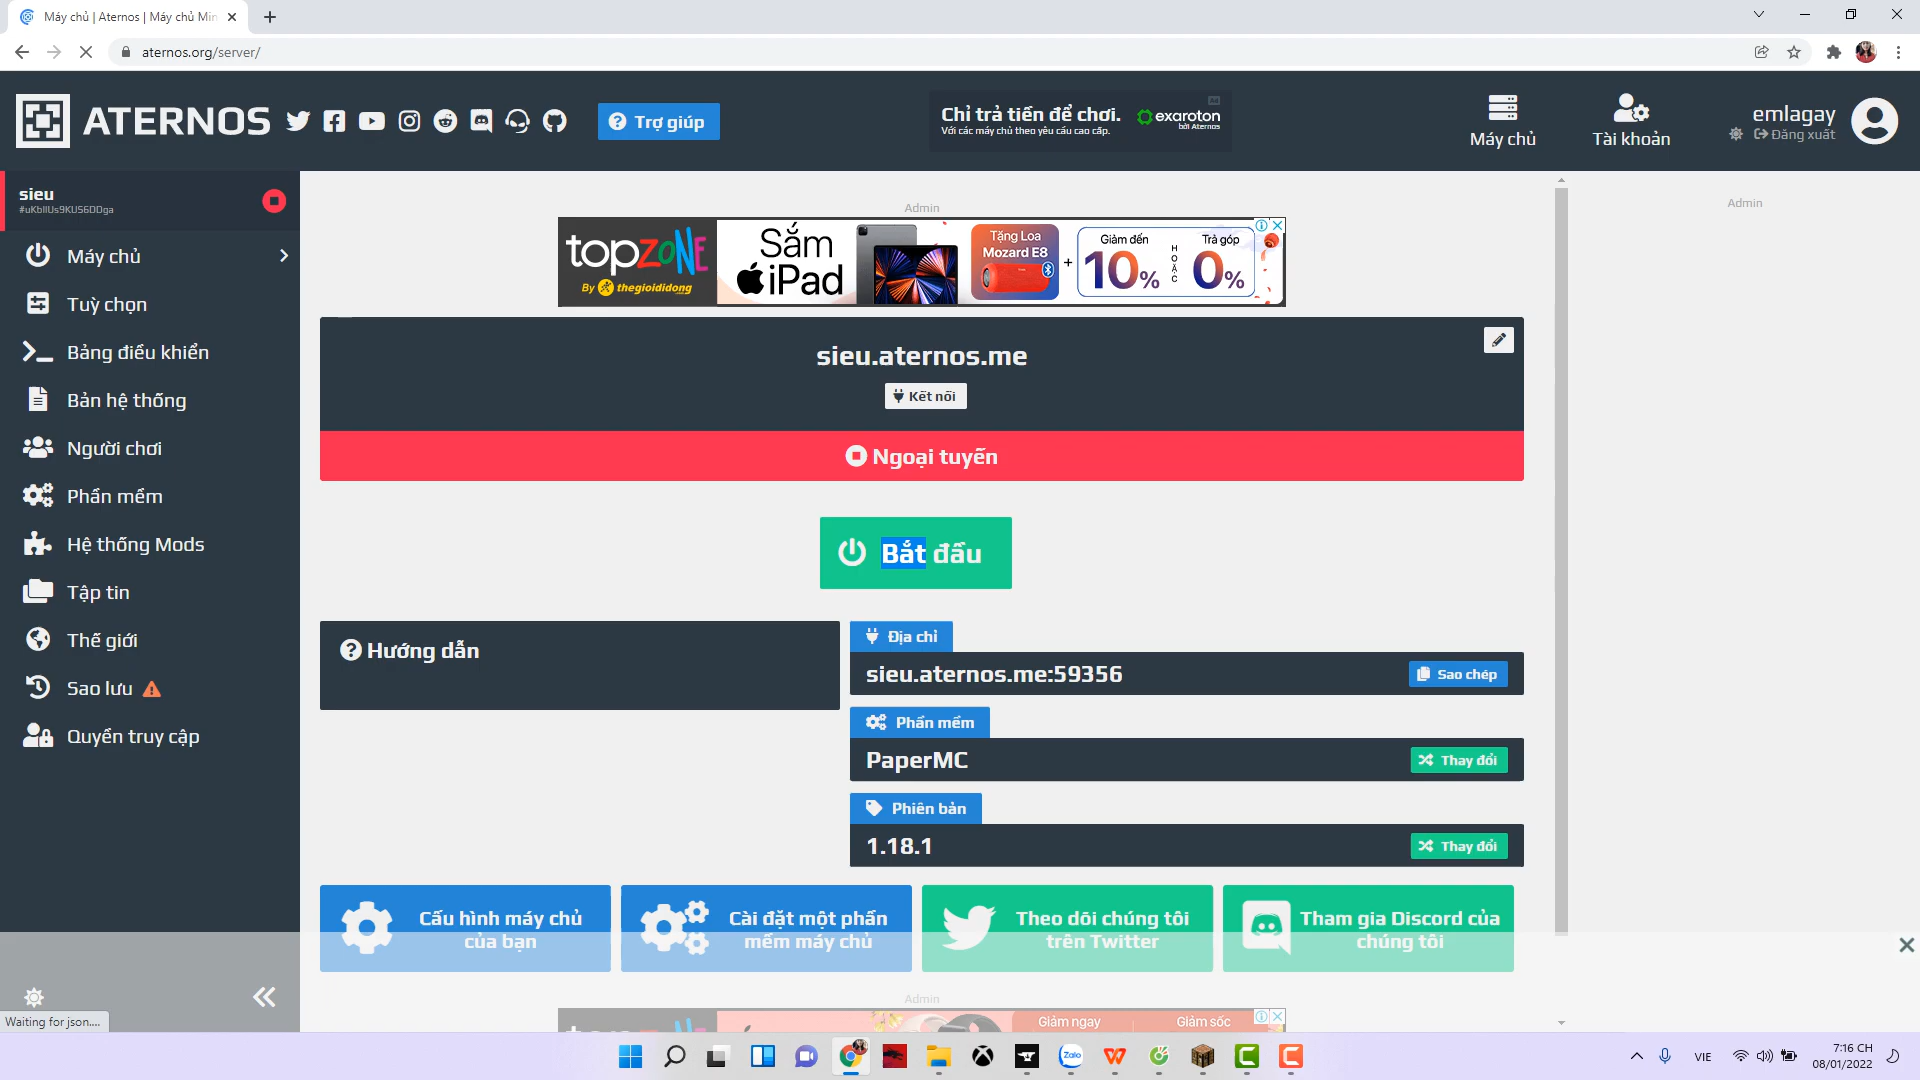 Máy chủ | Aternos | Máy chủ Min
aternos.org/server/
ATERNOS
Trợ giúp
Chỉ trả tiền để chơi.
Với các máy chủ theo yêu cầu cao cấp.
exaroton
bởi Aternos
Ad
Máy chủ
Tài khoản
emlagay
Đăng xuất
sieu
Máy chủ
Tuỳ chọn
Bảng điều khiển
Bản hệ thống
Người chơi
Phần mềm
Hệ thống Mods
Tập tin
Thế giới
Sao lưu
Quyền truy cập
Admin
Admin
topzone
By thegioididong
Sắm
iPad
Tặng Loa
Mozard E8
+
Giảm đến
10%
HOẶC
Trả góp
0%
sieu.aternos.me
Kết nối
Ngoại tuyến
Bắt đầu
Hướng dẫn
Địa chỉ
sieu.aternos.me:59356
Sao chép
Phần mềm
PaperMC
Thay đổi
Phiên bản
1.18.1
Thay đổi
Cấu hình máy chủ
của bạn
Cài đặt một phần
mềm máy chủ
Theo dõi chúng tôi
trên Twitter
Tham gia Discord của
chúng tôi
Admin
Giảm ngay
Giảm sốc
Waiting for json....
Zalo
VIE
7:16 CH
08/01/2022